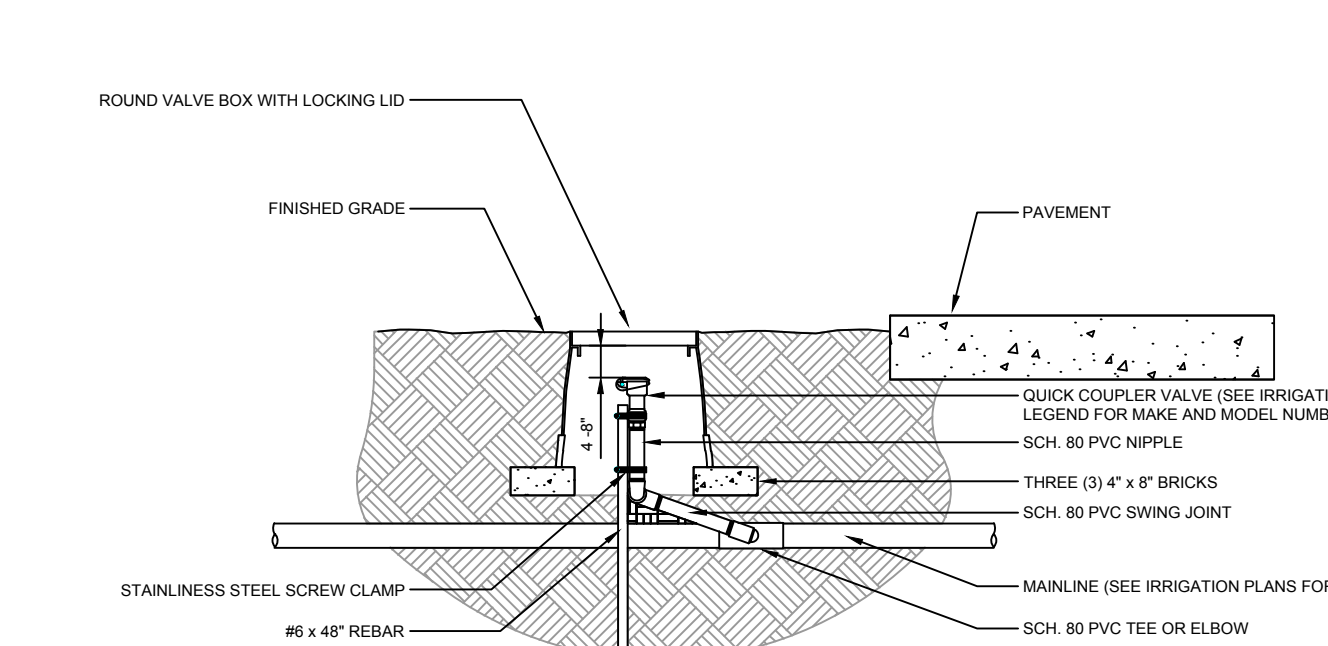 ROUND VALVE BOX WITH LOCKING LID
FINISHED GRADE
PAVEMENT
QUICK COUPLER VALVE (SEE IRRIGATI
LEGEND FOR MAKE AND MODEL NUMB
4 -8"
SCH. 80 PVC NIPPLE
THREE (3) 4" x 8" BRICKS
SCH. 80 PVC SWING JOINT
STAINLINESS STEEL SCREW CLAMP
MAINLINE (SEE IRRIGATION PLANS FOR
#6 x 48" REBAR
SCH. 80 PVC TEE OR ELBOW